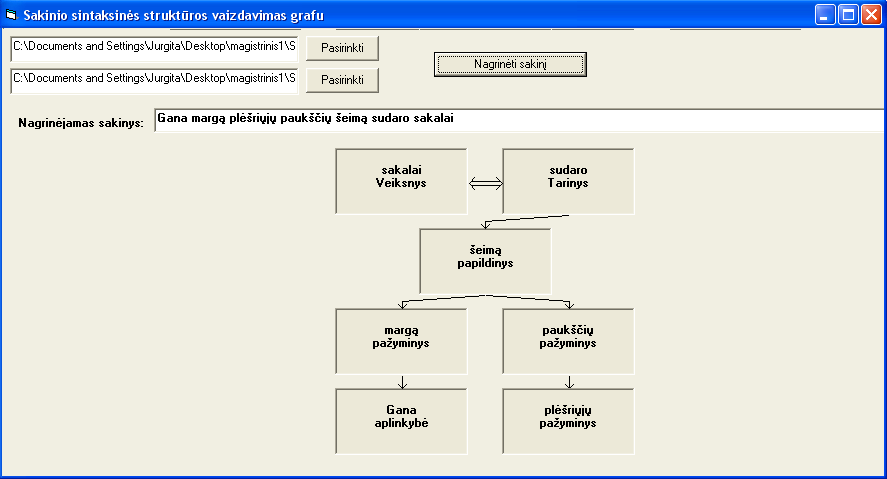 Sakinio sintaksinės struktūros vaizdavimas grafu
C:\Documents and Settings\Jurgita\Desktop\magistrinis1\S
Pasirinkti
Nagrinėti sakinį
C:\Documents and Settings\Jurgita\Desktop\magistrinis1\S
Pasirinkti
Nagrinėjamas sakinys:
Gana margą plėšriųjų paukščių šeimą sudaro sakalai
sakalai
Veiksnys
sudaro
Tarinys
šeimą
papildinys
margą
pažyminys
paukščių
pažyminys
Gana
aplinkybė
plėšriųjų
pažyminys